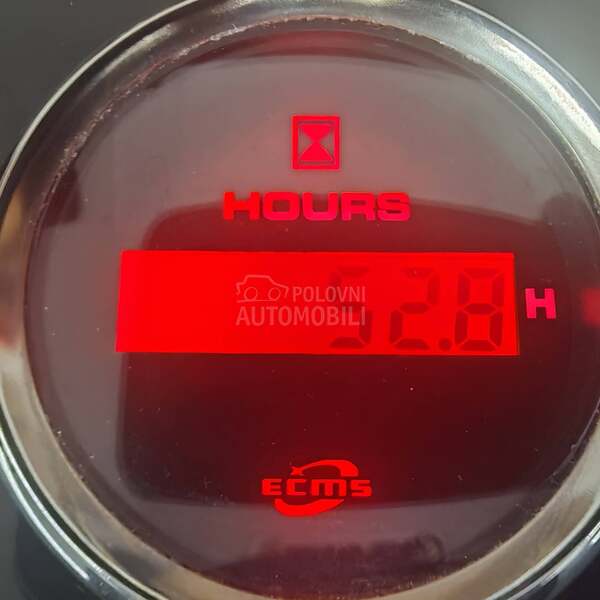 HOURS
POLOVNI
AUTOMOBILI
52.8 H
ECMS